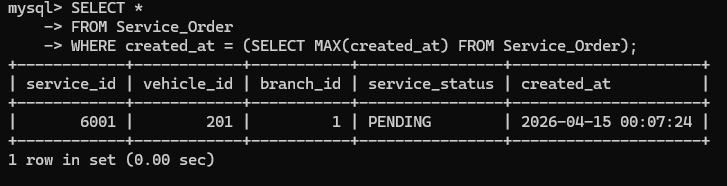 mysql> SELECT *
    -> FROM Service_Order
    -> WHERE created_at = (SELECT MAX(created_at) FROM Service_Order);
+------------+------------+-----------+----------------+---------------------+
| service_id | vehicle_id | branch_id | service_status | created_at          |
+------------+------------+-----------+----------------+---------------------+
|       6001 |        201 |         1 | PENDING        | 2026-04-15 00:07:24 |
+------------+------------+-----------+----------------+---------------------+
1 row in set (0.00 sec)